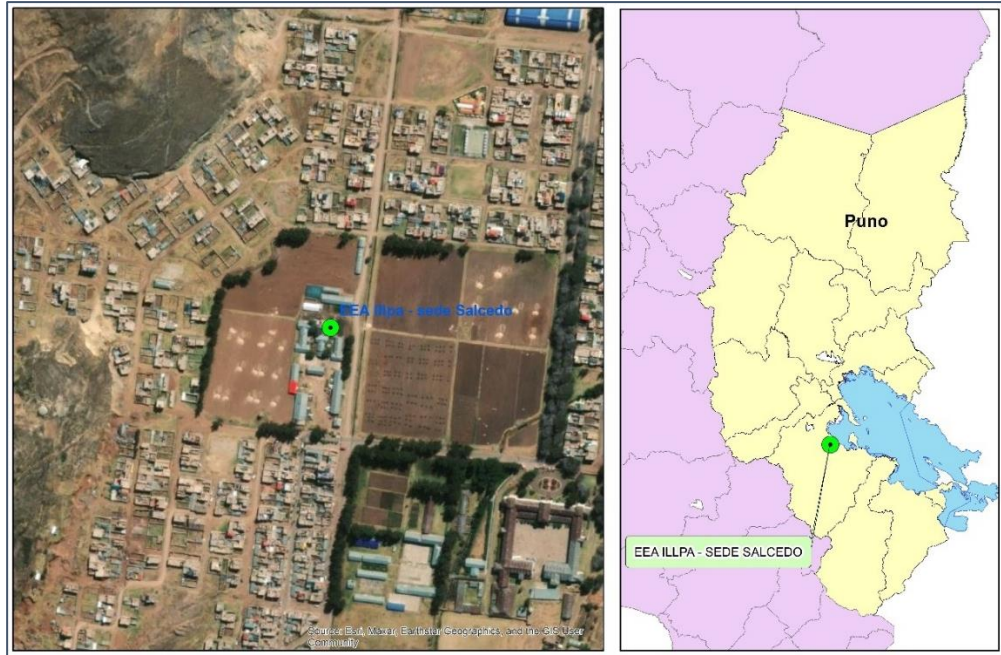 EEA Illpa - sede Salcedo
Source: Esri, Maxar, Earthstar Geographics, and the GIS User
Community
Puno
EEA ILLPA - SEDE SALCEDO